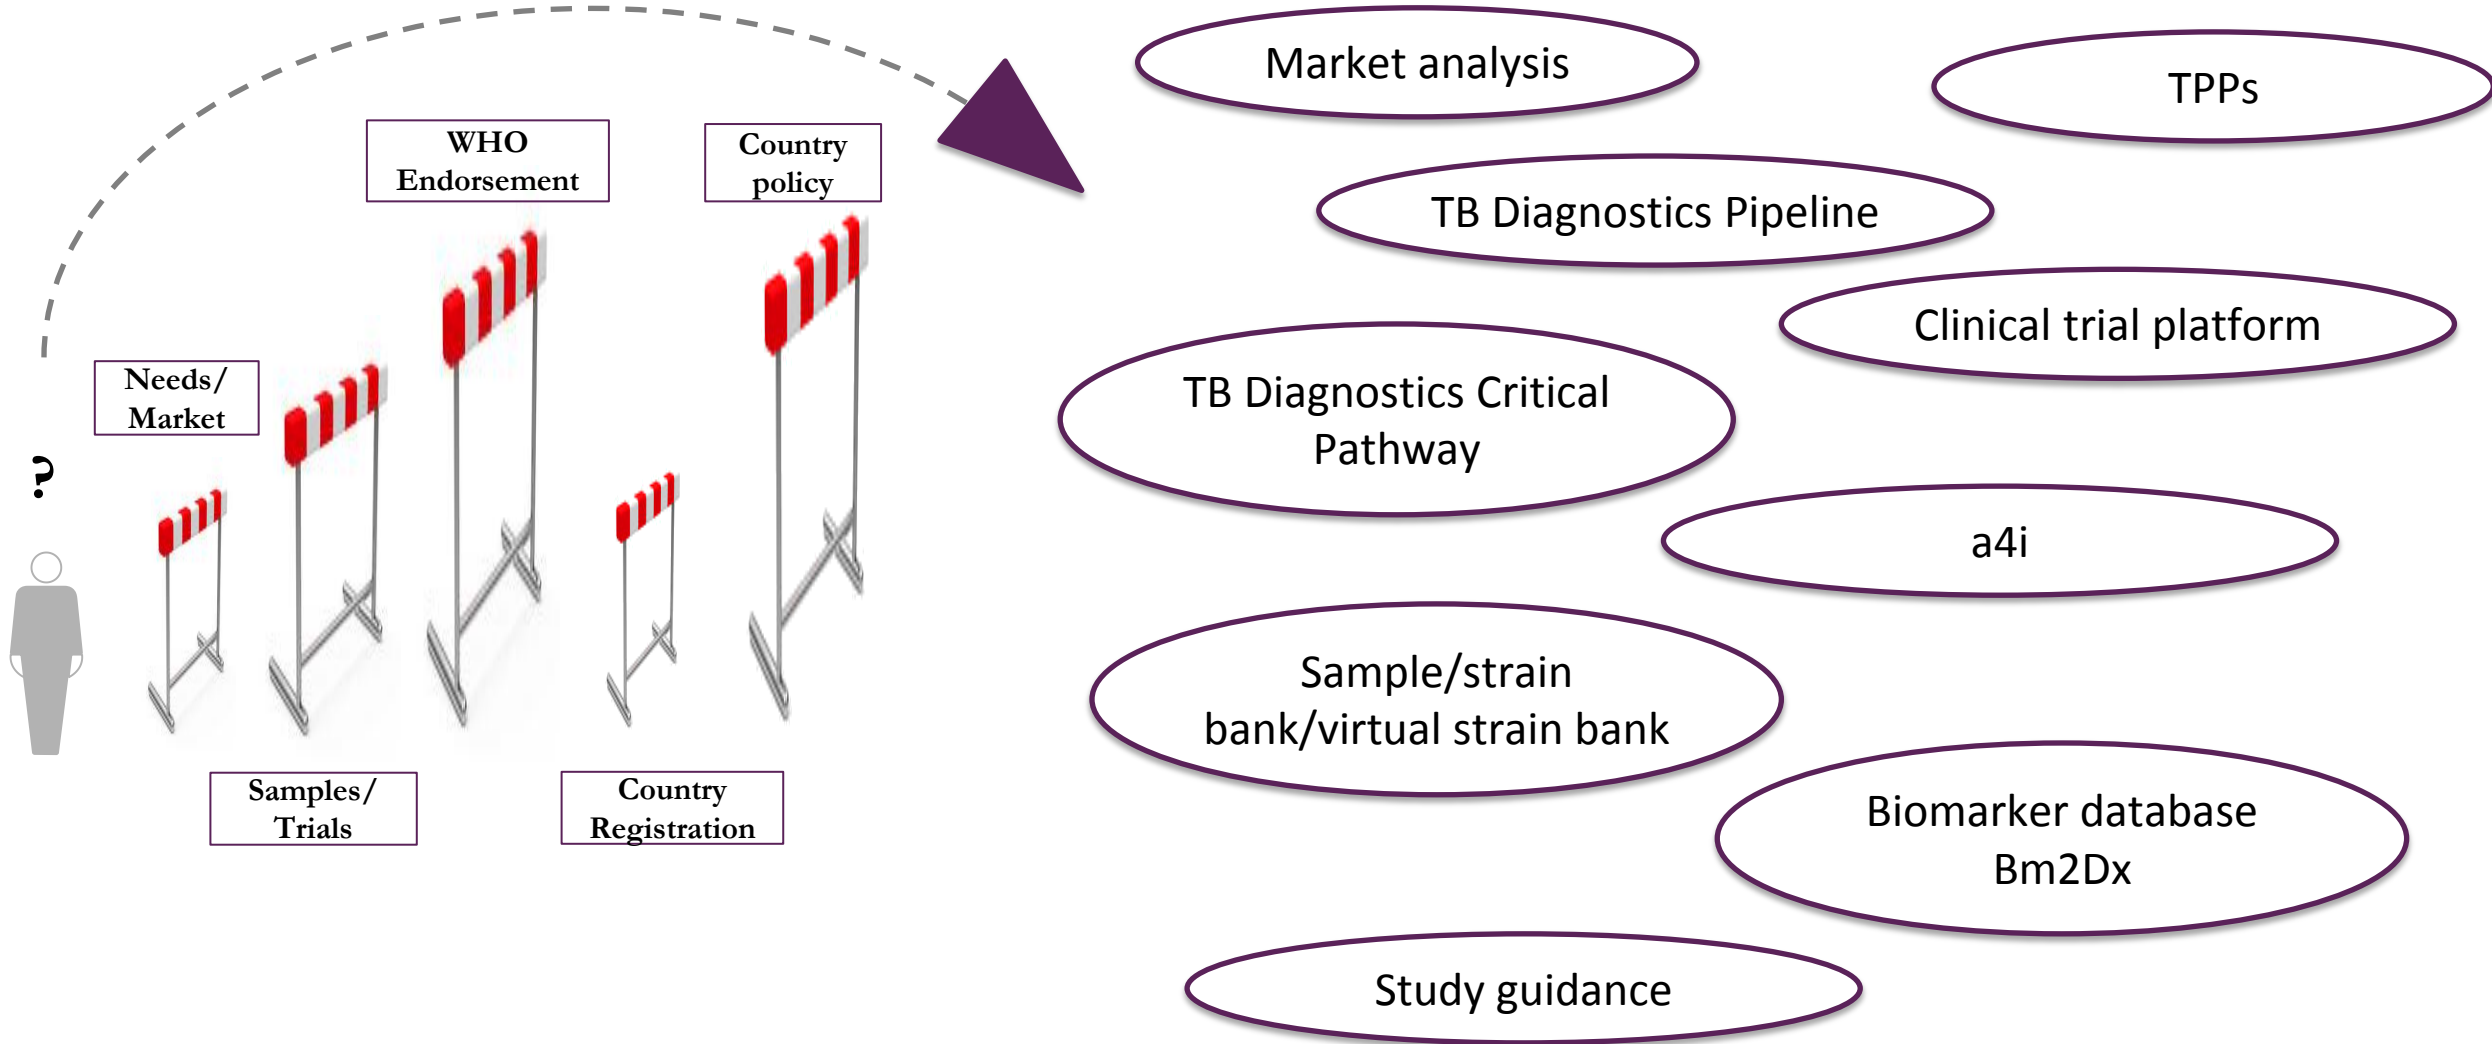 WHO
Endorsement
Country
policy
Needs/
Market
?
Samples/
Trials
Country
Registration
Market analysis
TPPs
TB Diagnostics Pipeline
Clinical trial platform
TB Diagnostics Critical
Pathway
a4i
Sample/strain
bank/virtual strain bank
Biomarker database
Bm2Dx
Study guidance